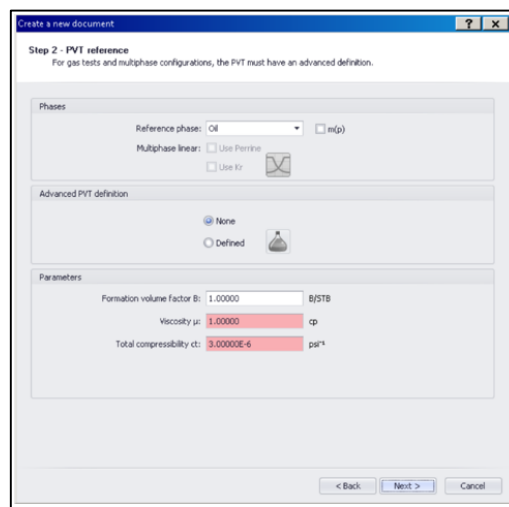 Create a new document
Step 2 - PVT reference
For gas tests and multiphase configurations, the PVT must have an advanced definition.
Phases
Reference phase: Oil m(p)
Multiphase linear: Use Perrine
Use Kr
Advanced PVT definition
None
Defined
Parameters
Formation volume factor B: 1.00000 B/STB
Viscosity μ: 1.00000 cp
Total compressibility ct: 3.00000E-6 psi⁻¹
< Back Next > Cancel